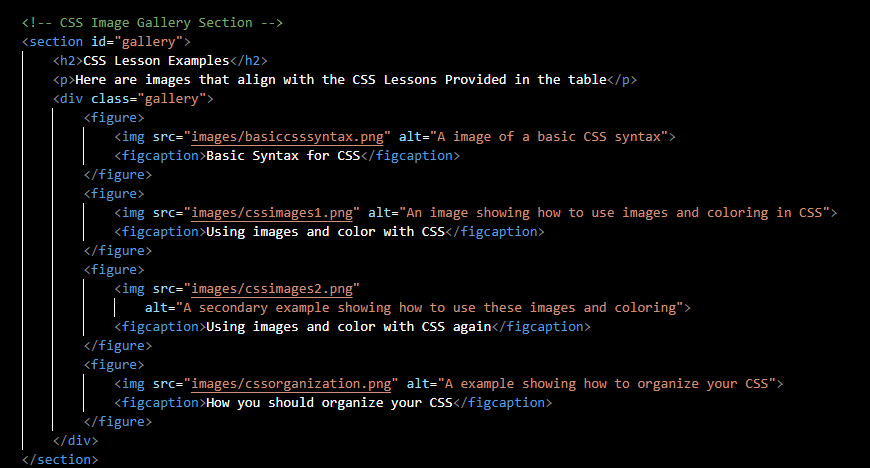 <!-- CSS Image Gallery Section -->
<section id="gallery">
    <h2>CSS Lesson Examples</h2>
    <p>Here are images that align with the CSS Lessons Provided in the table</p>
    <div class="gallery">
        <figure>
            <img src="images/basiccsssyntax.png" alt="A image of a basic CSS syntax">
            <figcaption>Basic Syntax for CSS</figcaption>
        </figure>
        <figure>
            <img src="images/cssimages1.png" alt="An image showing how to use images and coloring in CSS">
            <figcaption>Using images and color with CSS</figcaption>
        </figure>
        <figure>
            <img src="images/cssimages2.png"
                alt="A secondary example showing how to use these images and coloring">
            <figcaption>Using images and color with CSS again</figcaption>
        </figure>
        <figure>
            <img src="images/cssorganization.png" alt="A example showing how to organize your CSS">
            <figcaption>How you should organize your CSS</figcaption>
        </figure>
    </div>
</section>